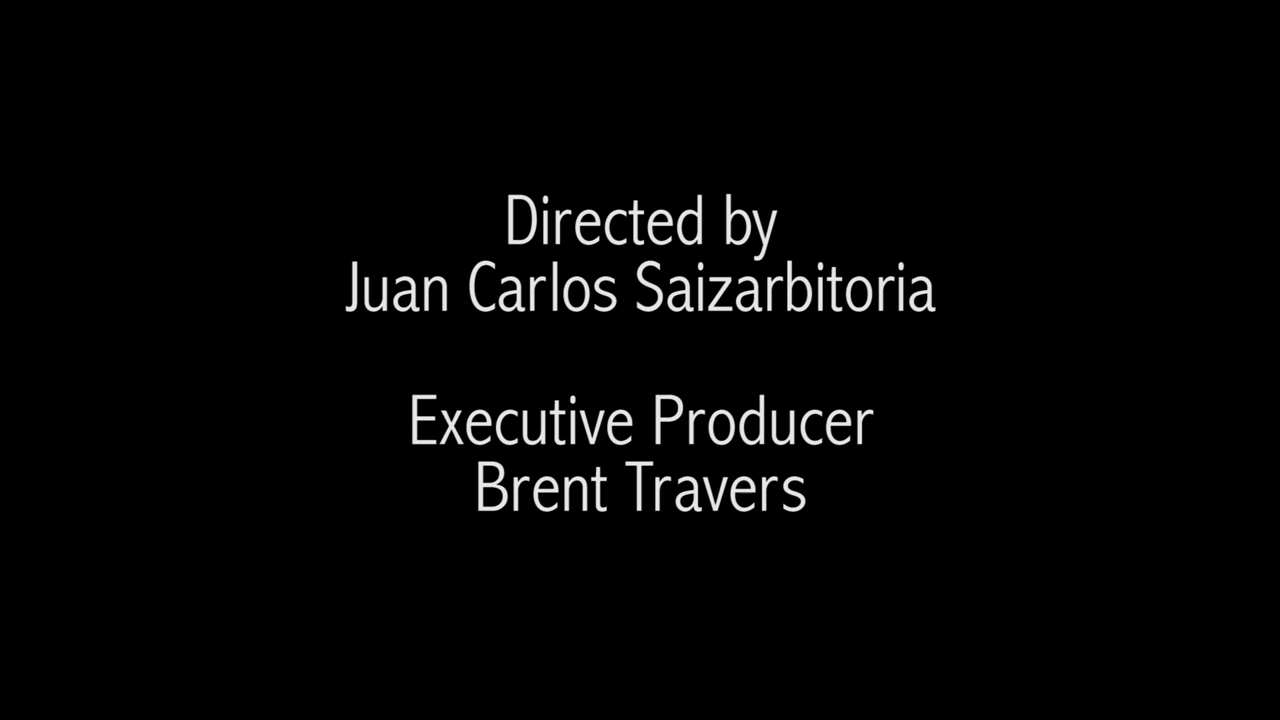 Directed by
Juan Carlos Saizarbitoria
Executive Producer
Brent Travers